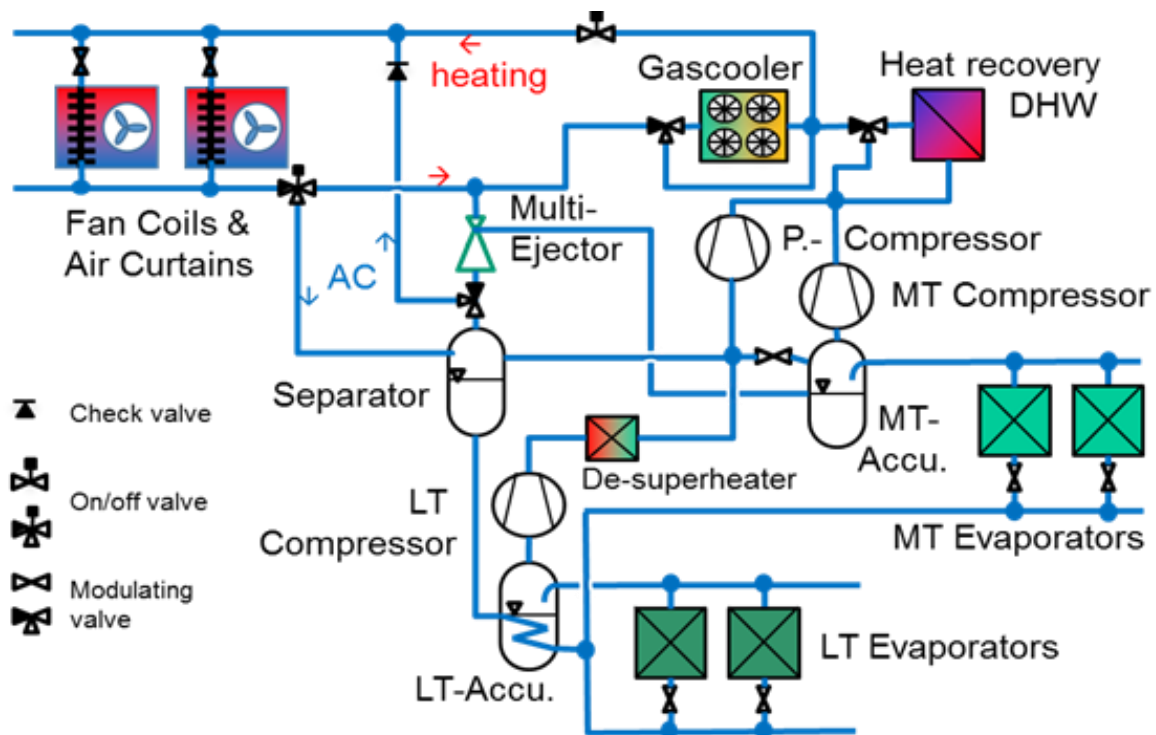 heating
Gascooler
Heat recovery
DHW
Fan Coils &
Air Curtains
Multi-
Ejector
AC
P.- Compressor
MT Compressor
Separator
MT-
Accu.
De-superheater
LT
Compressor
MT Evaporators
LT Evaporators
LT-Accu.
Check valve
On/off valve
Modulating
valve